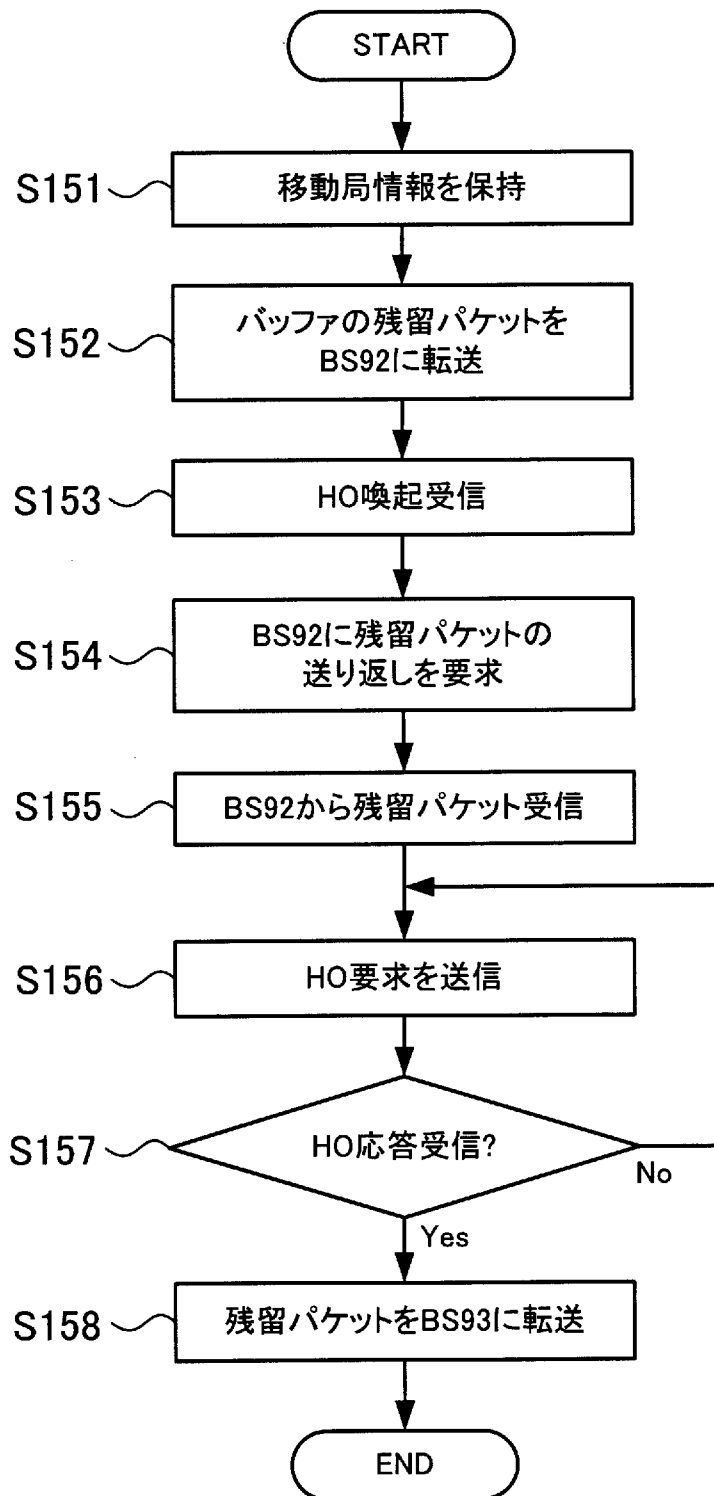 START
S151
移動局情報を保持
S152
バッファの残留パケットを
BS92に転送
S153
HO喚起受信
S154
BS92に残留パケットの
送り返しを要求
S155
BS92から残留パケット受信
S156
HO要求を送信
S157
HO応答受信?
No
Yes
S158
残留パケットをBS93に転送
END